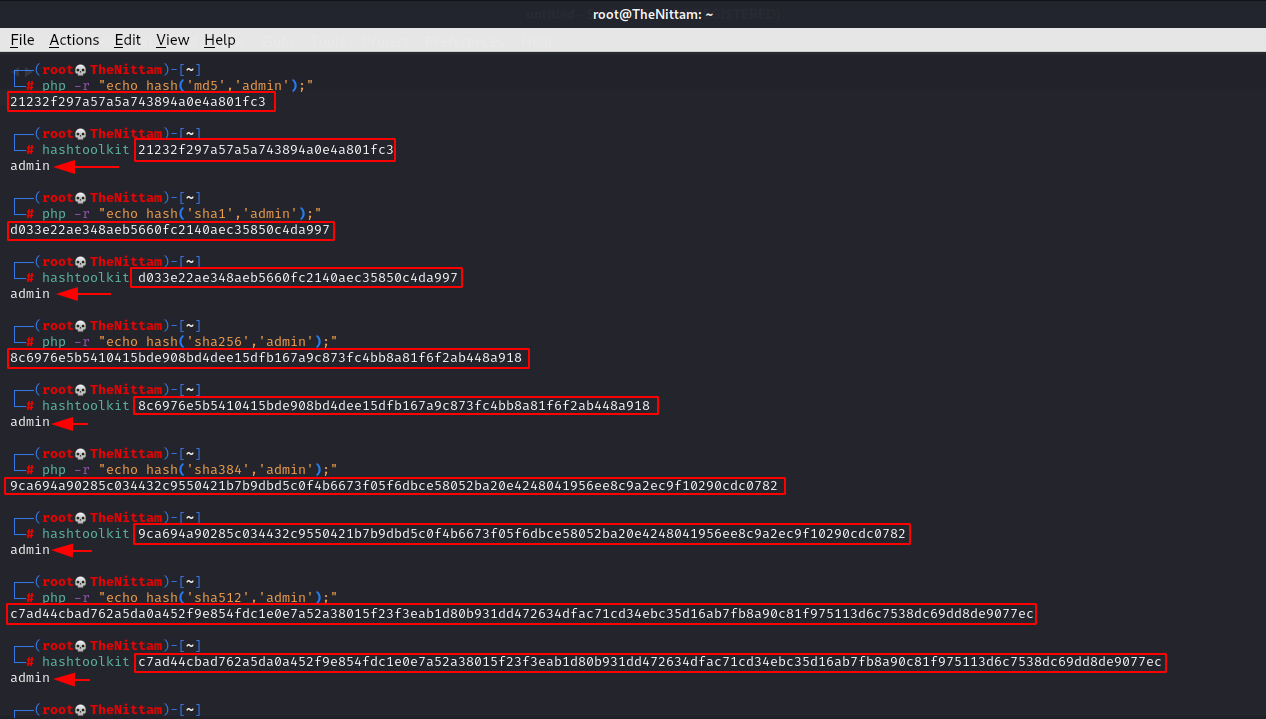 root@TheNittam: ~
File Actions Edit View Help
┌──(root💀TheNittam)-[~]
└─# php -r "echo hash('md5','admin');"
21232f297a57a5a743894a0e4a801fc3
┌──(root💀TheNittam)-[~]
└─# hashtoolkit 21232f297a57a5a743894a0e4a801fc3
admin
┌──(root💀TheNittam)-[~]
└─# php -r "echo hash('sha1','admin');"
d033e22ae348aeb5660fc2140aec35850c4da997
┌──(root💀TheNittam)-[~]
└─# hashtoolkit d033e22ae348aeb5660fc2140aec35850c4da997
admin
┌──(root💀TheNittam)-[~]
└─# php -r "echo hash('sha256','admin');"
8c6976e5b5410415bde908bd4dee15dfb167a9c873fc4bb8a81f6f2ab448a918
┌──(root💀TheNittam)-[~]
└─# hashtoolkit 8c6976e5b5410415bde908bd4dee15dfb167a9c873fc4bb8a81f6f2ab448a918
admin
┌──(root💀TheNittam)-[~]
└─# php -r "echo hash('sha384','admin');"
9ca694a90285c034432c9550421b7b9dbd5c0f4b6673f05f6dbce58052ba20e4248041956ee8c9a2ec9f10290cdc0782
┌──(root💀TheNittam)-[~]
└─# hashtoolkit 9ca694a90285c034432c9550421b7b9dbd5c0f4b6673f05f6dbce58052ba20e4248041956ee8c9a2ec9f10290cdc0782
admin
┌──(root💀TheNittam)-[~]
└─# php -r "echo hash('sha512','admin');"
c7ad44cbad762a5da0a452f9e854fdc1e0e7a52a38015f23f3eab1d80b931dd472634dfac71cd34ebc35d16ab7fb8a90c81f975113d6c7538dc69dd8de9077ec
┌──(root💀TheNittam)-[~]
└─# hashtoolkit c7ad44cbad762a5da0a452f9e854fdc1e0e7a52a38015f23f3eab1d80b931dd472634dfac71cd34ebc35d16ab7fb8a90c81f975113d6c7538dc69dd8de9077ec
admin
┌──(root💀TheNittam)-[~]